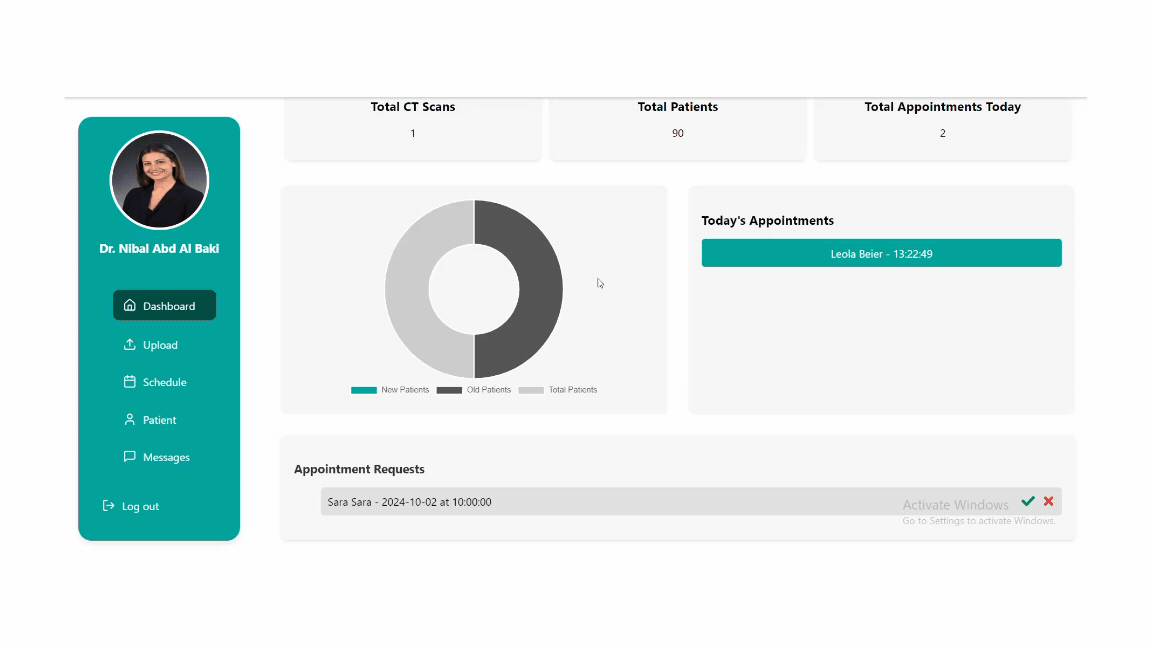 Total CT Scans
1
Total Patients
90
Total Appointments Today
2
Dr. Nibal Abd Al Baki
Dashboard
Upload
Schedule
Patient
Messages
Log out
New Patients
Old Patients
Total Patients
Today's Appointments
Leola Beier - 13:22:49
Appointment Requests
Sara Sara - 2024-10-02 at 10:00:00
Activate Windows
Go to Settings to activate Windows.